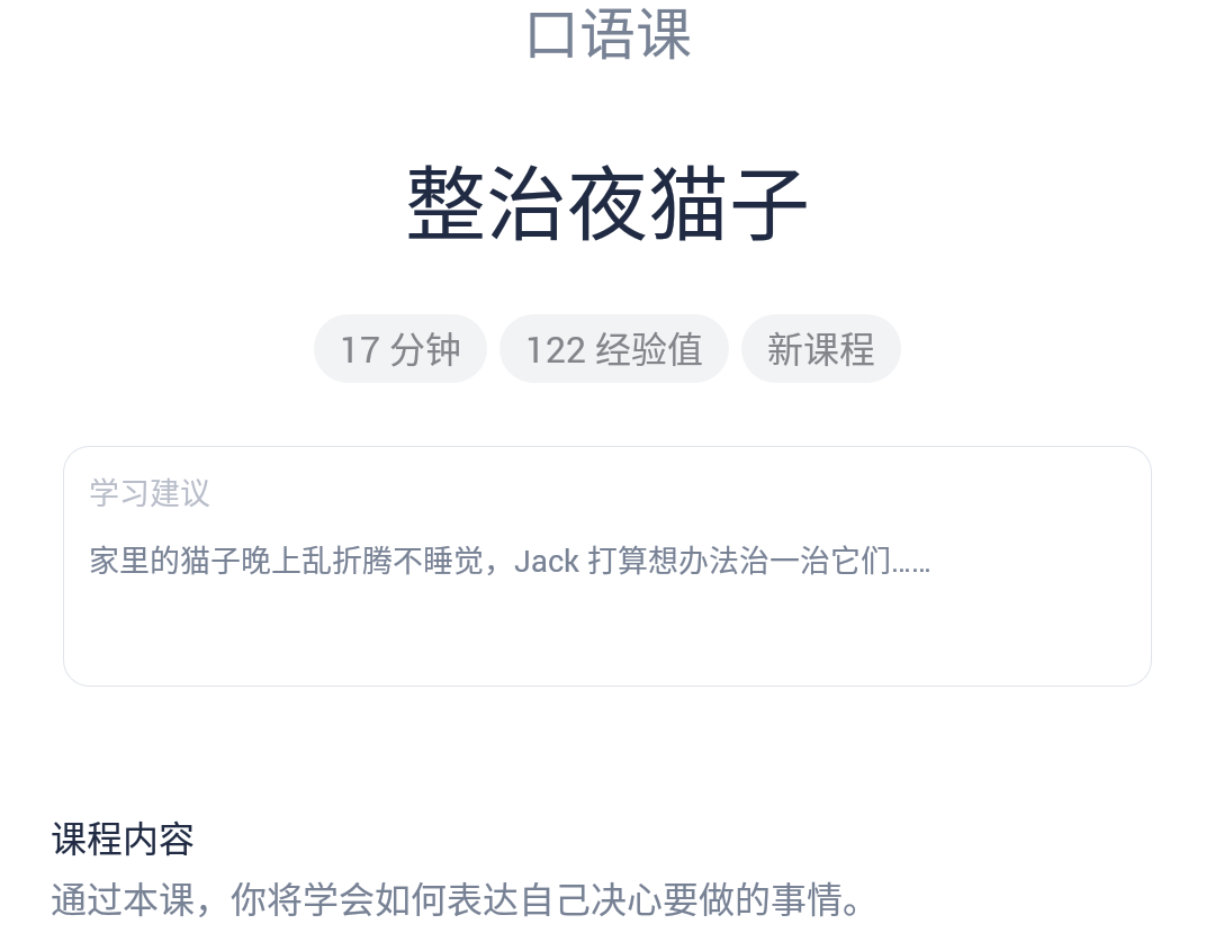 口语课
整治夜猫子
17 分钟 122 经验值 新课程
学习建议
家里的猫子晚上乱折腾不睡觉，Jack 打算想办法治一治它们……
课程内容
通过本课，你将学会如何表达自己决心要做的事情。